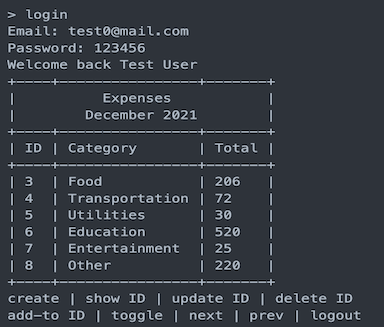 > login
Email: test0@mail.com
Password: 123456
Welcome back Test User
+----+-----------------+-------+
|           Expenses           |
|         December 2021        |
+----+-----------------+-------+
| ID | Category        | Total |
+----+-----------------+-------+
| 3  | Food            | 206   |
| 4  | Transportation  | 72    |
| 5  | Utilities       | 30    |
| 6  | Education       | 520   |
| 7  | Entertainment   | 25    |
| 8  | Other           | 220   |
+----+-----------------+-------+
create | show ID | update ID | delete ID
add-to ID | toggle | next | prev | logout